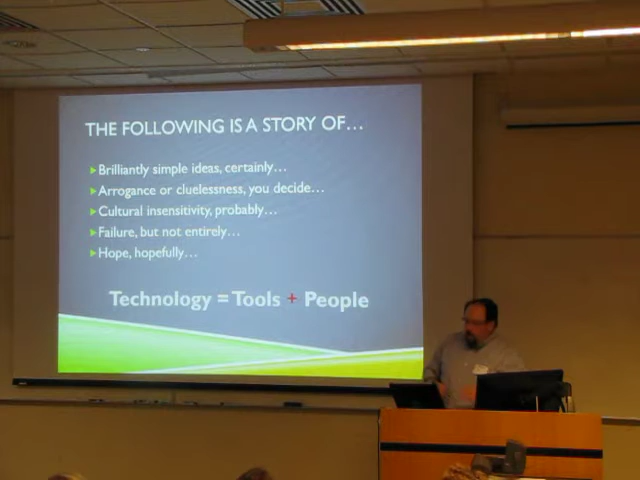 THE FOLLOWING IS A STORY OF...
Brilliantly simple ideas, certainly...
Arrogance or cluelessness, you decide...
Cultural insensitivity, probably...
Failure, but not entirely...
Hope, hopefully...
Technology = Tools + People